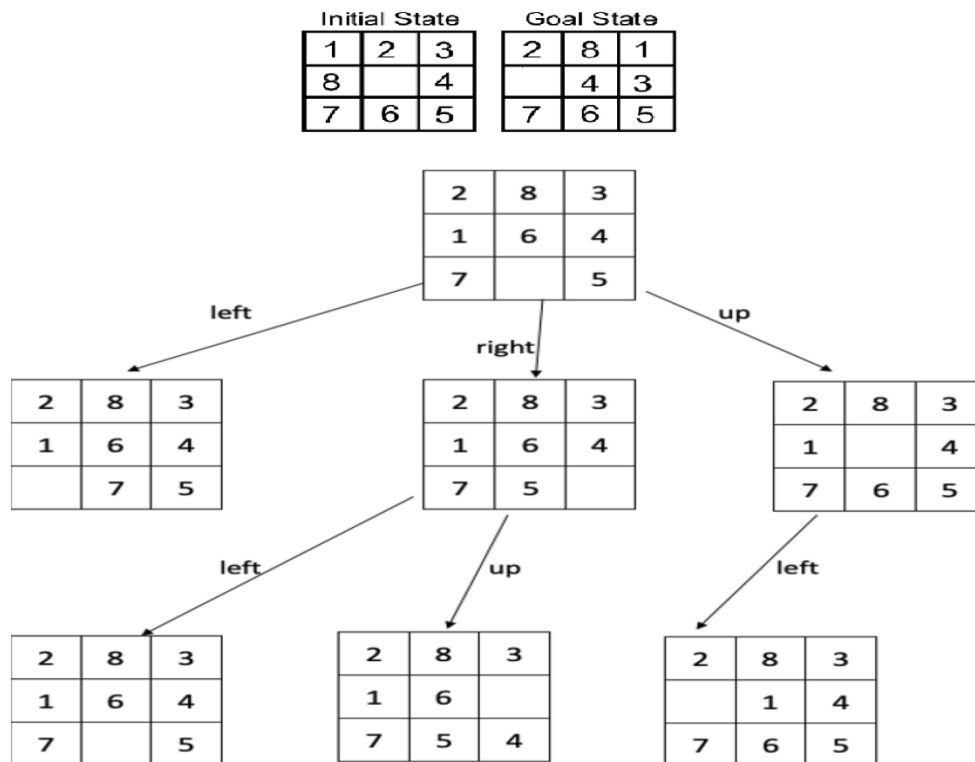 Initial State Goal State
1 2 3 2 8 1
8 4 4 3
7 6 5 7 6 5
2 8 3
1 6 4
7 5
left
right
up
2 8 3 2 8 3 2 8 3
1 6 4 1 6 4 1 4
7 5 7 5 7 6 5
left
up
left
2 8 3 2 8 3 2 8 3
1 6 4 1 6 1 4
7 5 7 5 4 7 6 5